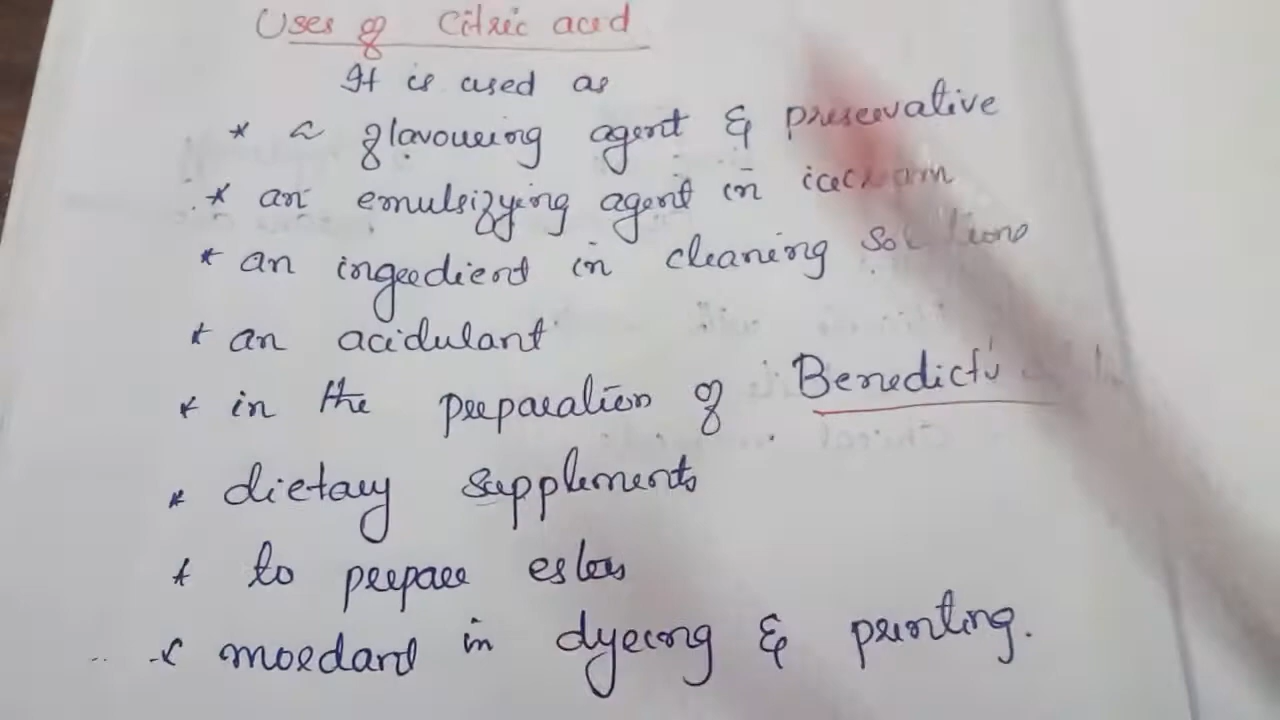 Uses of Citric acid
It is used as
* a flavouring agent & preservative
* an emulsifying agent in icecream
* an ingredient in cleaning solutions
* an acidulant
* in the preparation of Benedict's
* dietary supplements
* to prepare esters
* mordant in dyeing & printing.